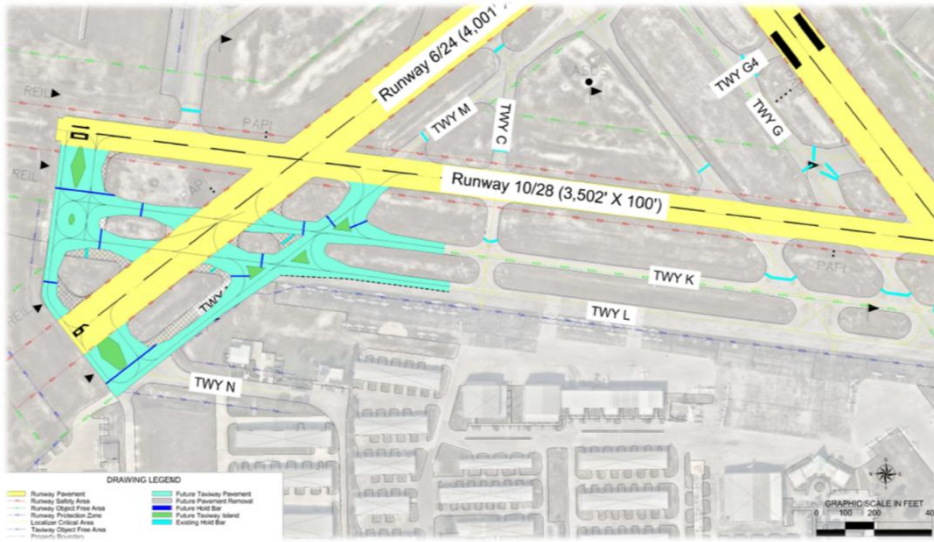 Runway 6/24 (4,001'
TWY G4
REIL
TWY M
TWY C
TWY G
PAPI
10
REIL
Runway 10/28 (3,502' X 100')
PAPI
TWY K
TWY
REIL
TWY L
6
TWY N
DRAWING LEGEND
Runway Pavement
Runway Safety Area
Runway Object Free Area
Runway Protection Zone
Localizer Critical Area
Taxiway Object Free Area
Property Boundary
Future Taxiway Pavement
Future Pavement Removal
Future Hold Bar
Future Taxiway Island
Existing Hold Bar
GRAPHIC SCALE IN FEET
0 100 200 40